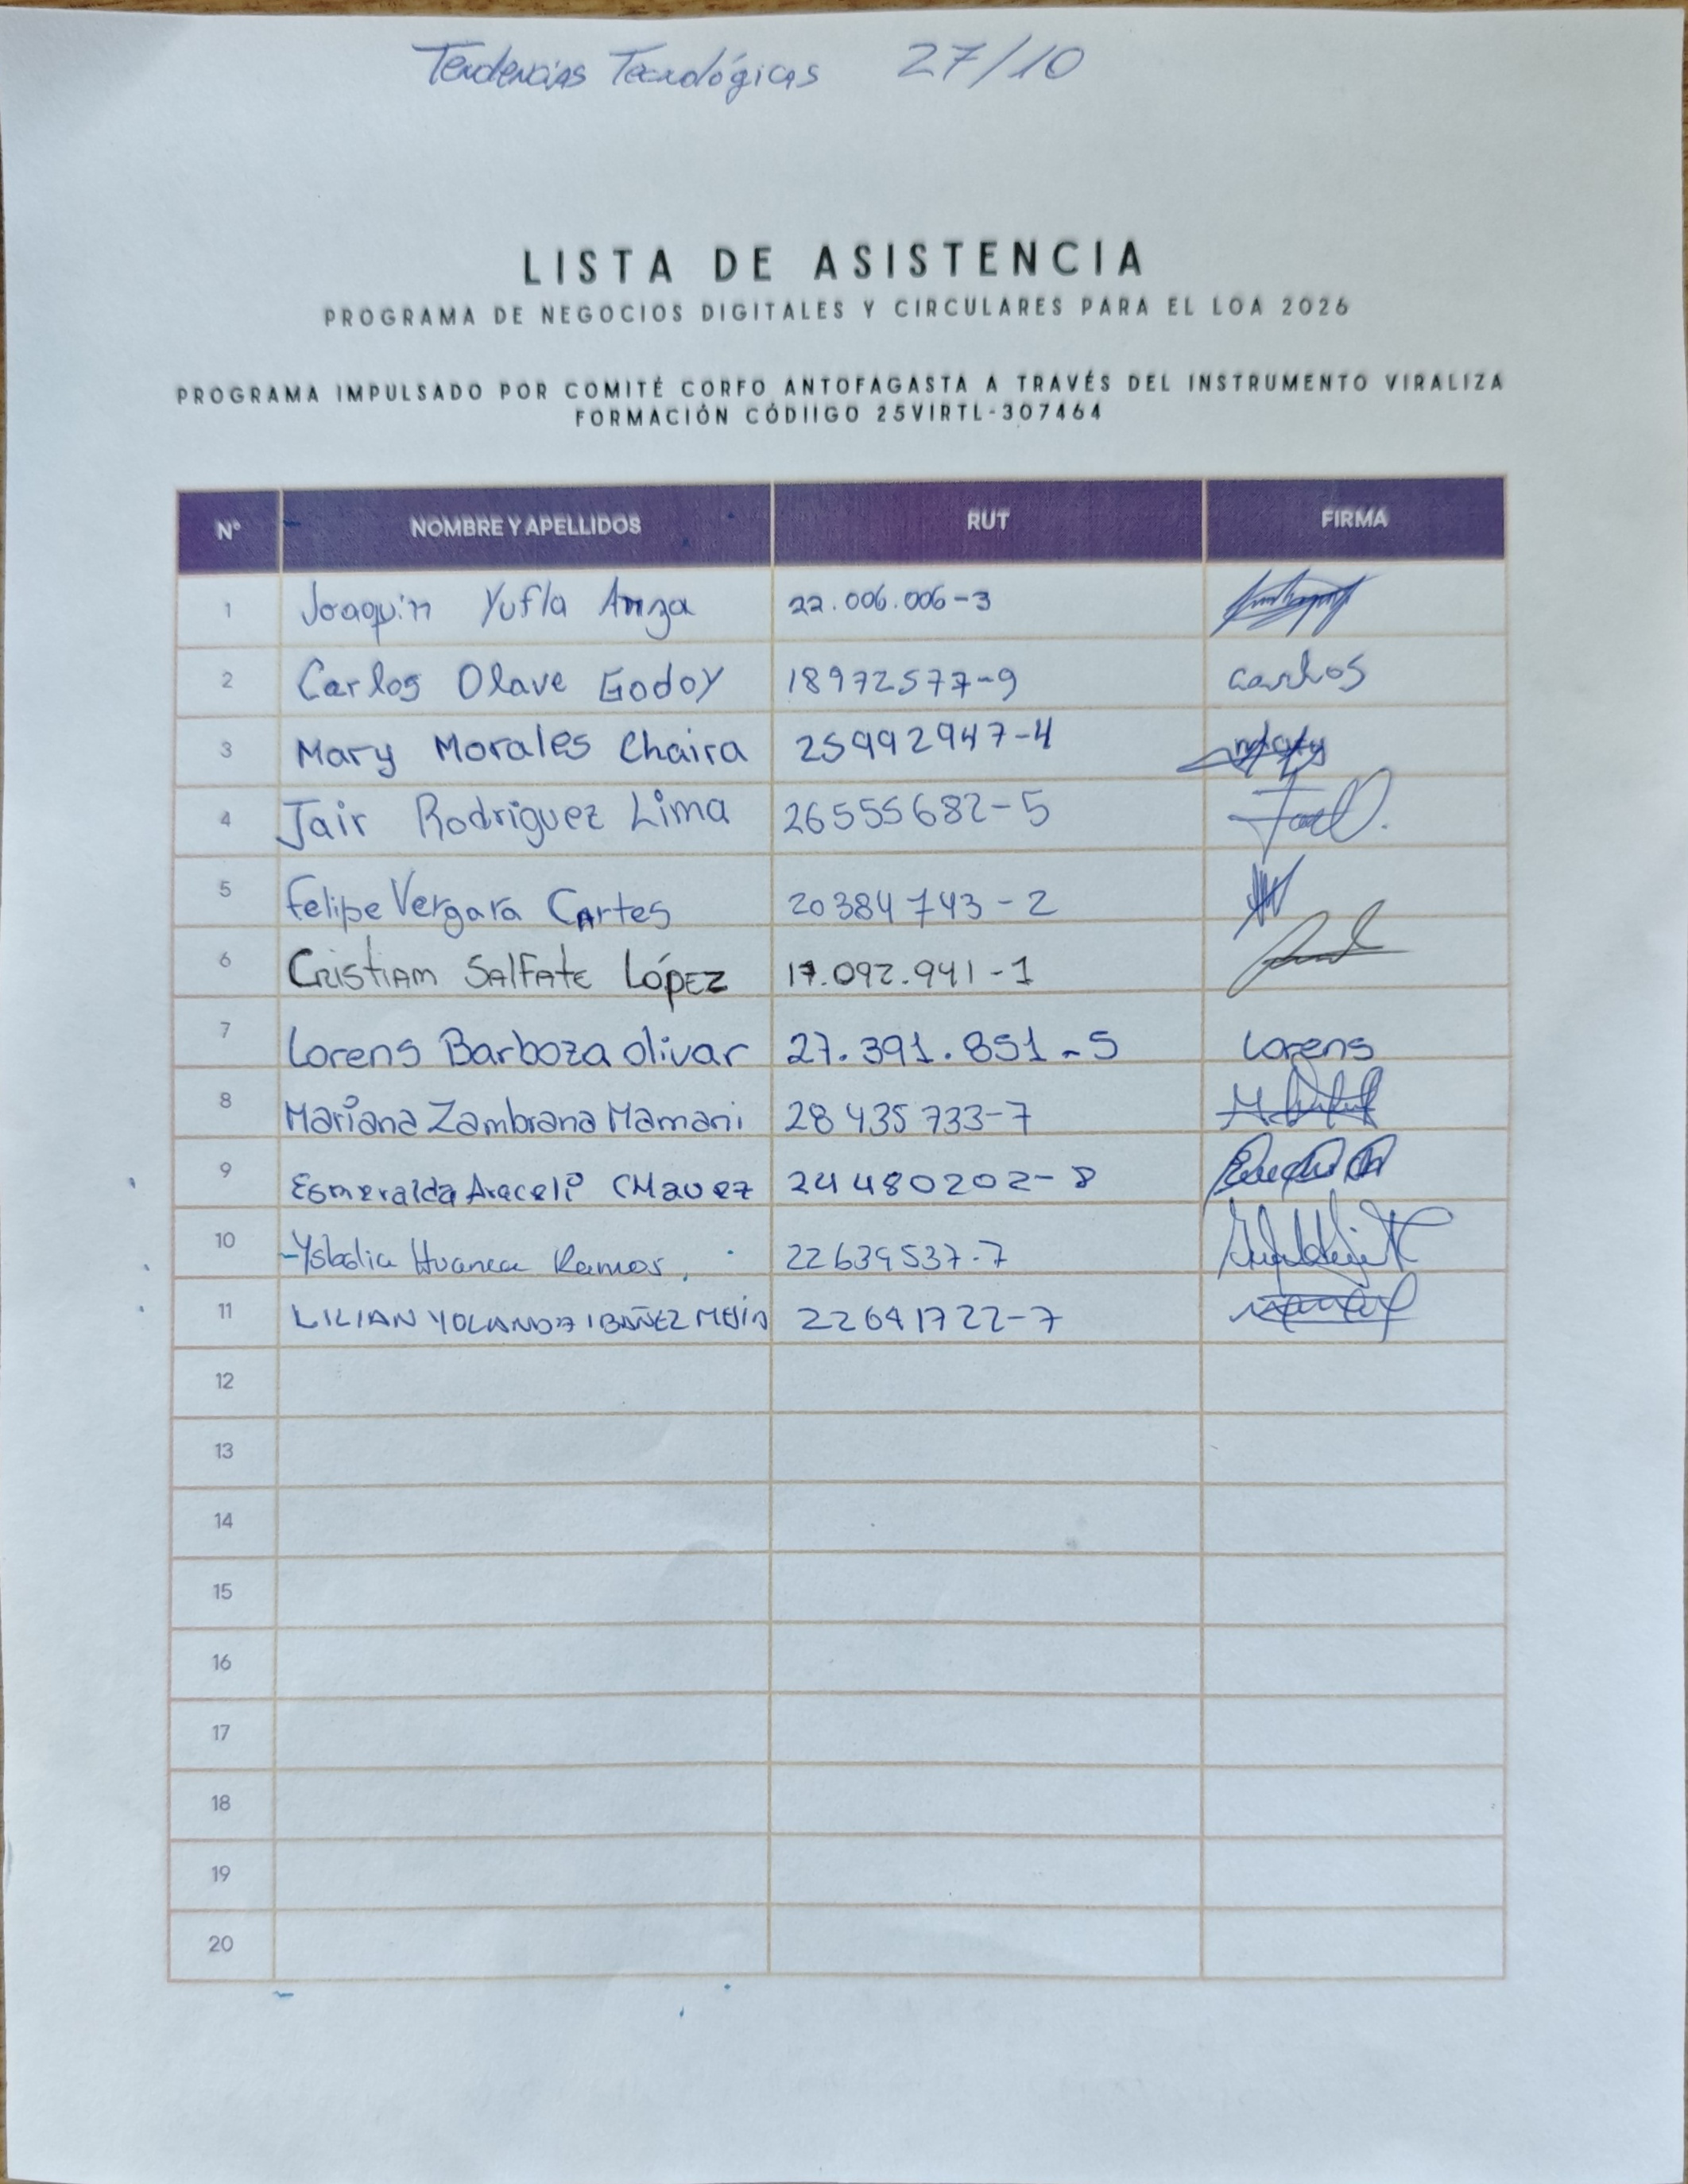 Tendencias Tecnológicas 27/10
LISTA DE ASISTENCIA
PROGRAMA DE NEGOCIOS DIGITALES Y CIRCULARES PARA EL LOA 2026
PROGRAMA IMPULSADO POR COMITÉ CORFO ANTOFAGASTA A TRAVÉS DEL INSTRUMENTO VIRALIZA
FORMACIÓN CÓDIIGO 25VIRTL-307464
N° NOMBRE Y APELLIDOS RUT FIRMA
1 Joaquín Yufla Anza 22.006.006-3
2 Carlos Olave Godoy 18972577-9 carlos
3 Mary Morales Chaira 25992947-4
4 Jair Rodriguez Lima 26555682-5
5 Felipe Vergara Cartes 20384743-2
6 Cristiam Salfate López 17.092.941-1
7 Lorens Barboza olivar 27.391.851-5 Lorens
8 Mariana Zambrana Mamani 28435733-7
9 Esmeralda Araceli CHavez 24480202-8
10 Huanca Ramos 22639537-7
11 LILIAN YOLANDA IBAÑEZ MEJÍA 22641722-7
12
13
14
15
16
17
18
19
20